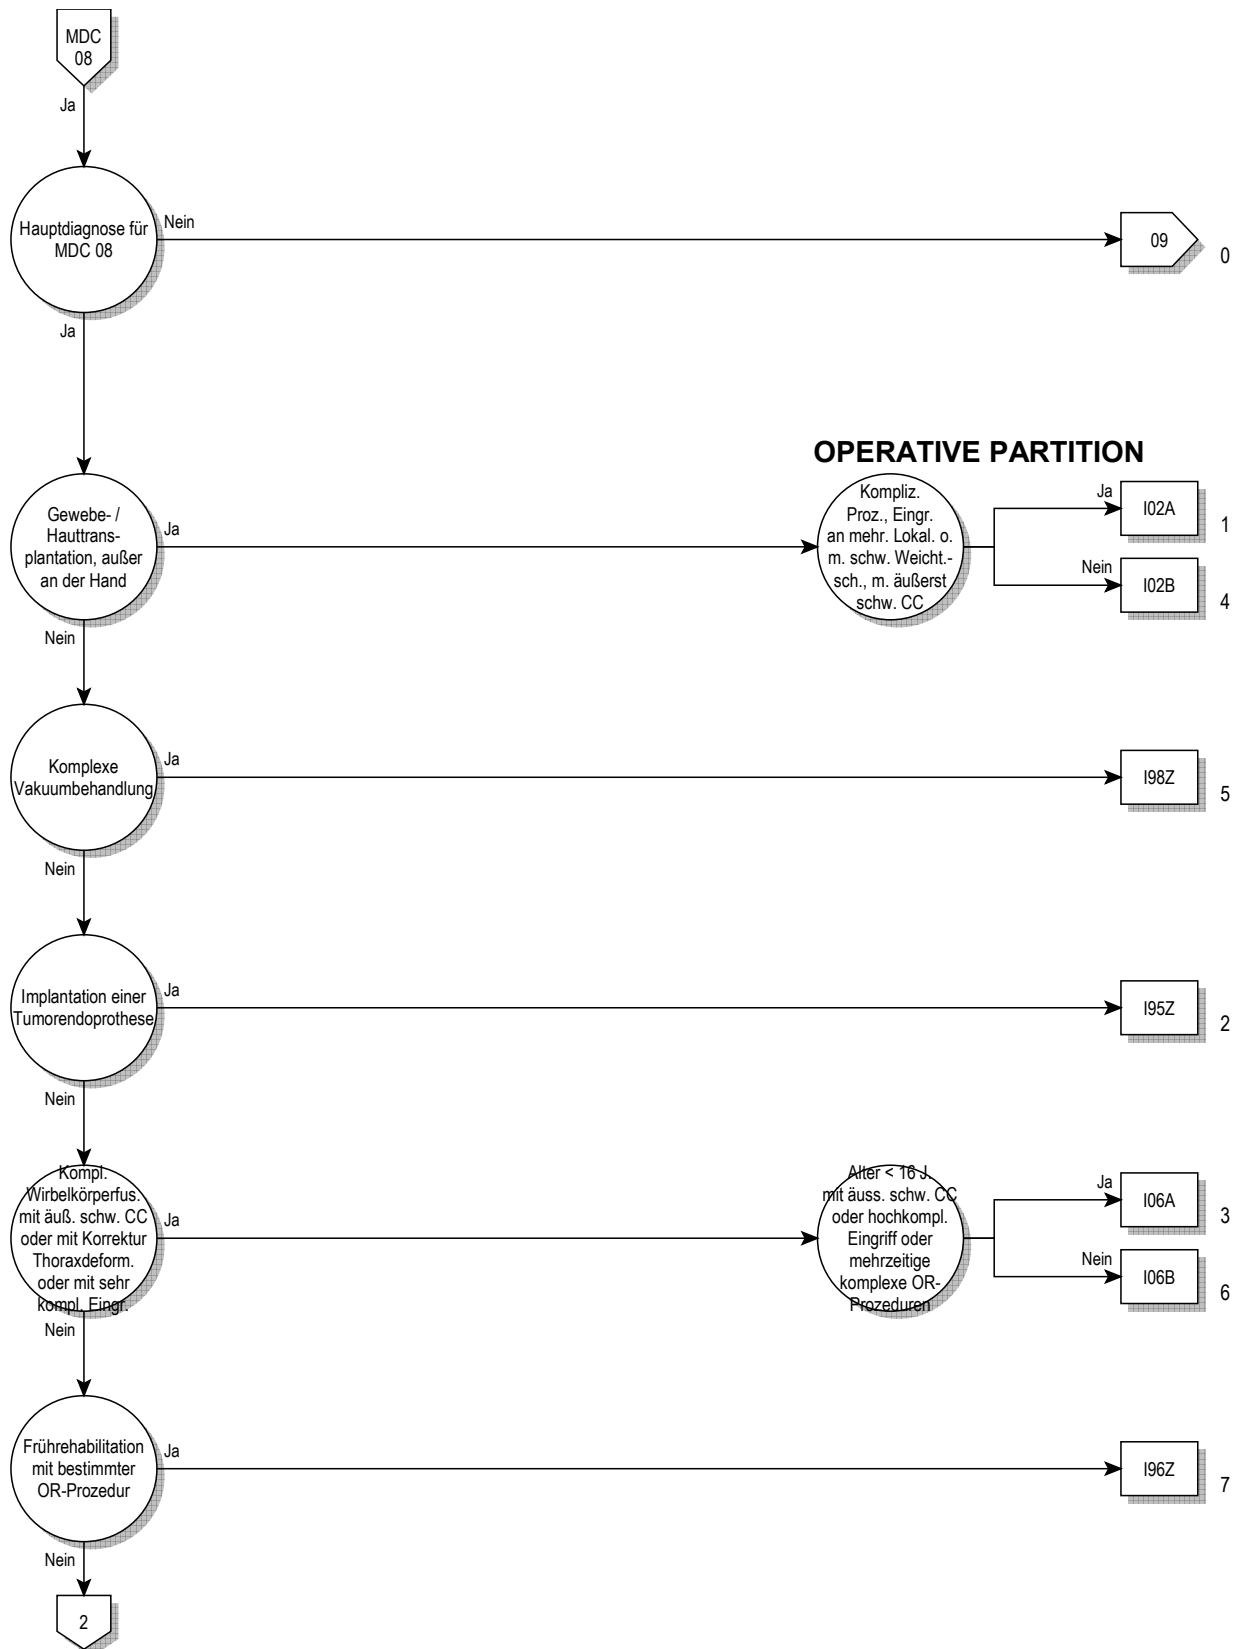 MDC
08
Ja
Hauptdiagnose für
MDC 08
Nein
09
0
Ja
OPERATIVE PARTITION
Gewebe- /
Hauttrans-
plantation, außer
an der Hand
Ja
Kompliz.
Proz., Eingr.
an mehr. Lokal. o.
m. schw. Weicht.-
sch., m. äußerst
schw. CC
Ja
I02A
1
Nein
I02B
4
Nein
Komplexe
Vakuumbehandlung
Ja
I98Z
5
Nein
Implantation einer
Tumorendoprothese
Ja
I95Z
2
Nein
Kompl.
Wirbelkörperfus.
mit äuß. schw. CC
oder mit Korrektur
Thoraxdeform.
oder mit sehr
kompl. Eingr.
Ja
Alter < 16 J.
mit äuss. schw. CC
oder hochkompl.
Eingriff oder
mehrzeitige
komplexe OR-
Prozeduren
Ja
I06A
3
Nein
I06B
6
Nein
Frührehabilitation
mit bestimmter
OR-Prozedur
Ja
I96Z
7
Nein
2